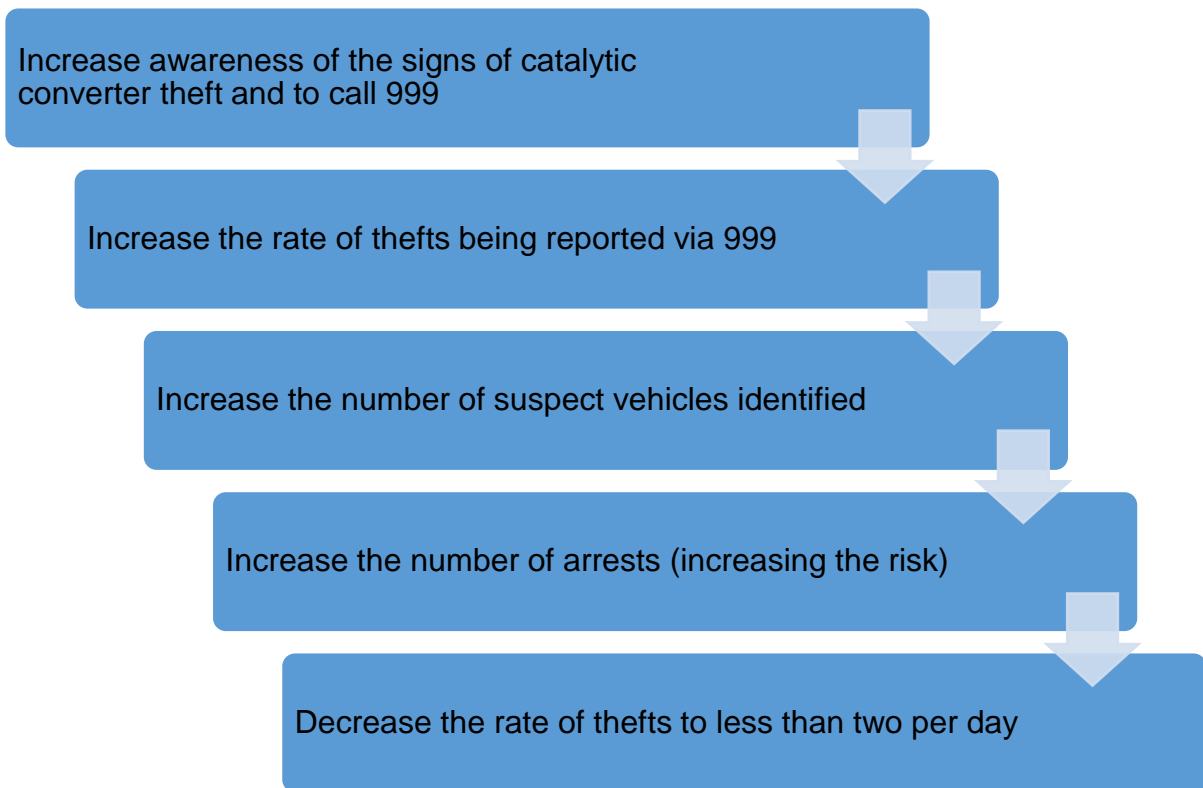 Increase awareness of the signs of catalytic
converter theft and to call 999
Increase the rate of thefts being reported via 999
Increase the number of suspect vehicles identified
Increase the number of arrests (increasing the risk)
Decrease the rate of thefts to less than two per day